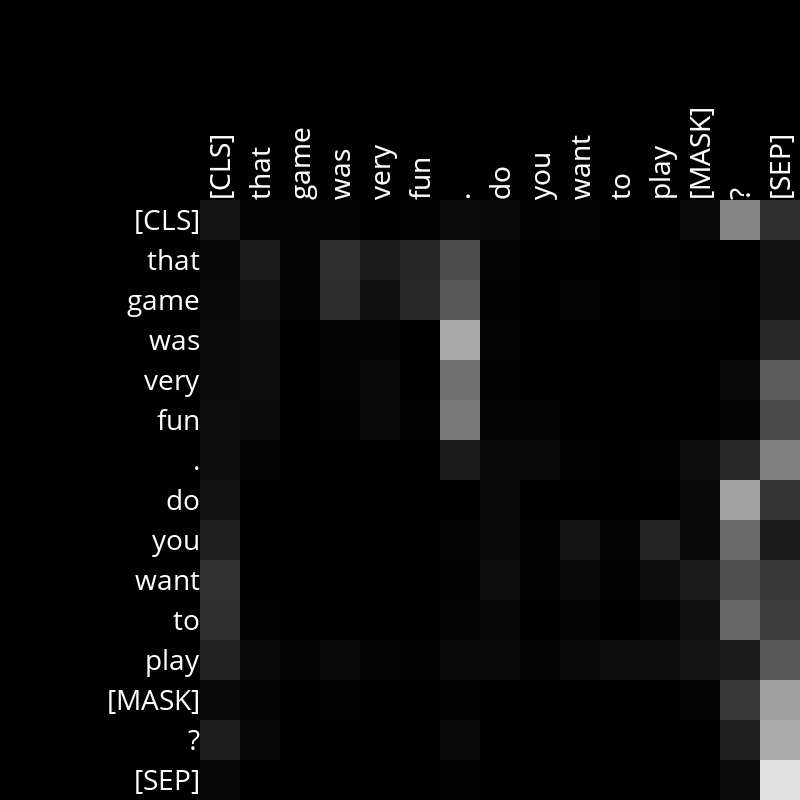 [CLS] that game was very fun . do you want to play [MASK] ? [SEP]
[CLS]
that
game
was
very
fun
.
do
you
want
to
play
[MASK]
?
[SEP]